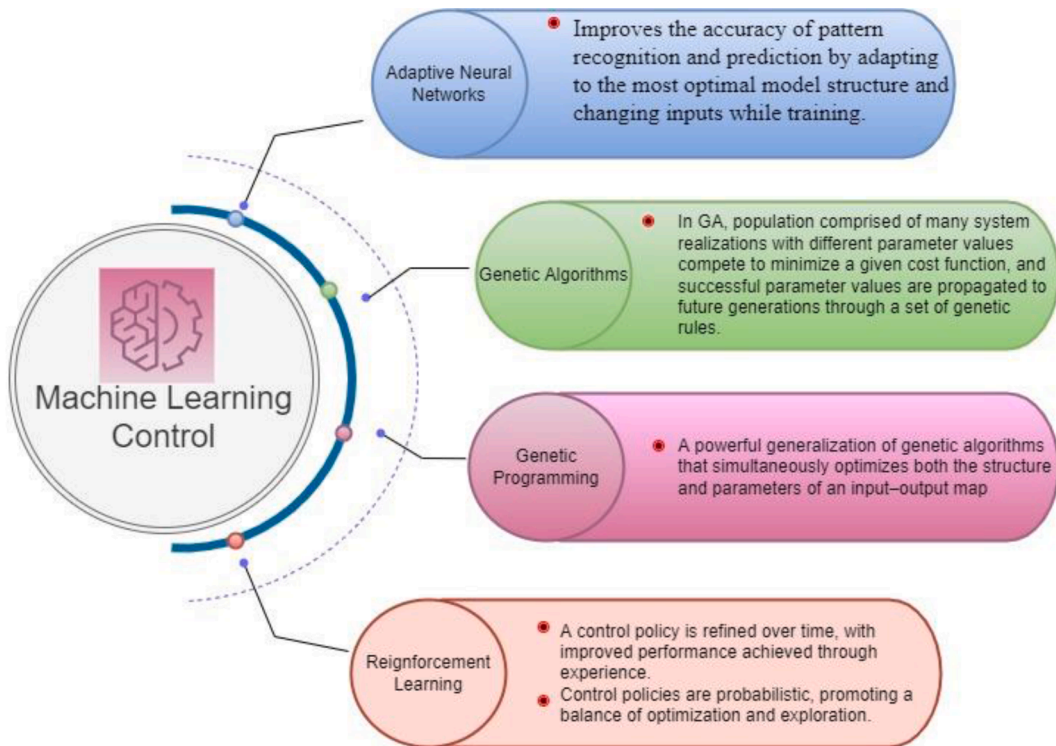 Machine Learning
Control
Adaptive Neural
Networks
Improves the accuracy of pattern
recognition and prediction by adapting
to the most optimal model structure and
changing inputs while training.
Genetic Algorithms
In GA, population comprised of many system
realizations with different parameter values
compete to minimize a given cost function, and
successful parameter values are propagated to
future generations through a set of genetic
rules.
Genetic
Programming
A powerful generalization of genetic algorithms
that simultaneously optimizes both the structure
and parameters of an input–output map
Reignforcement
Learning
A control policy is refined over time, with
improved performance achieved through
experience.
Control policies are probabilistic, promoting a
balance of optimization and exploration.